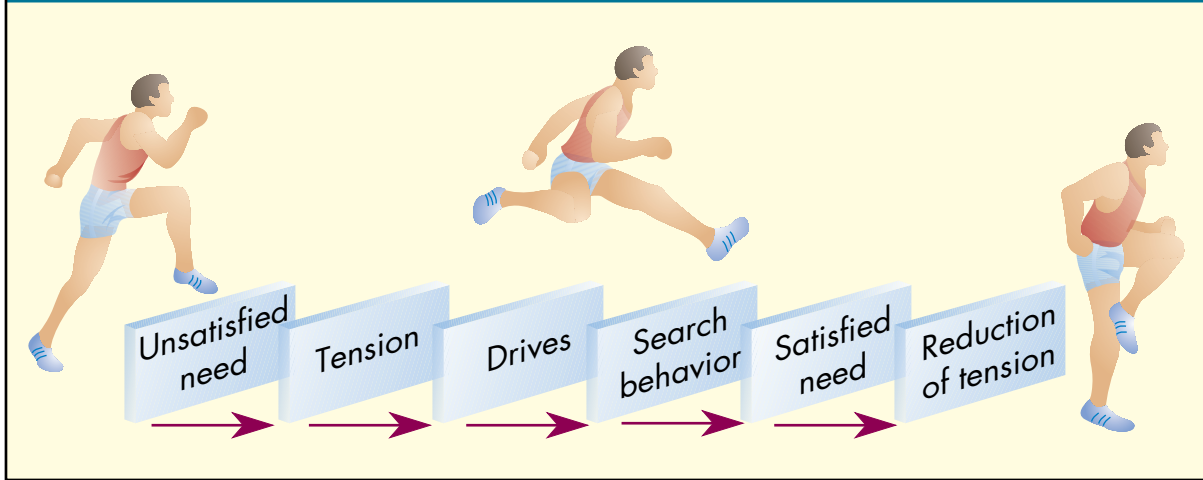 Unsatisfied
need
Tension
Drives
Search
behavior
Satisfied
need
Reduction
of tension